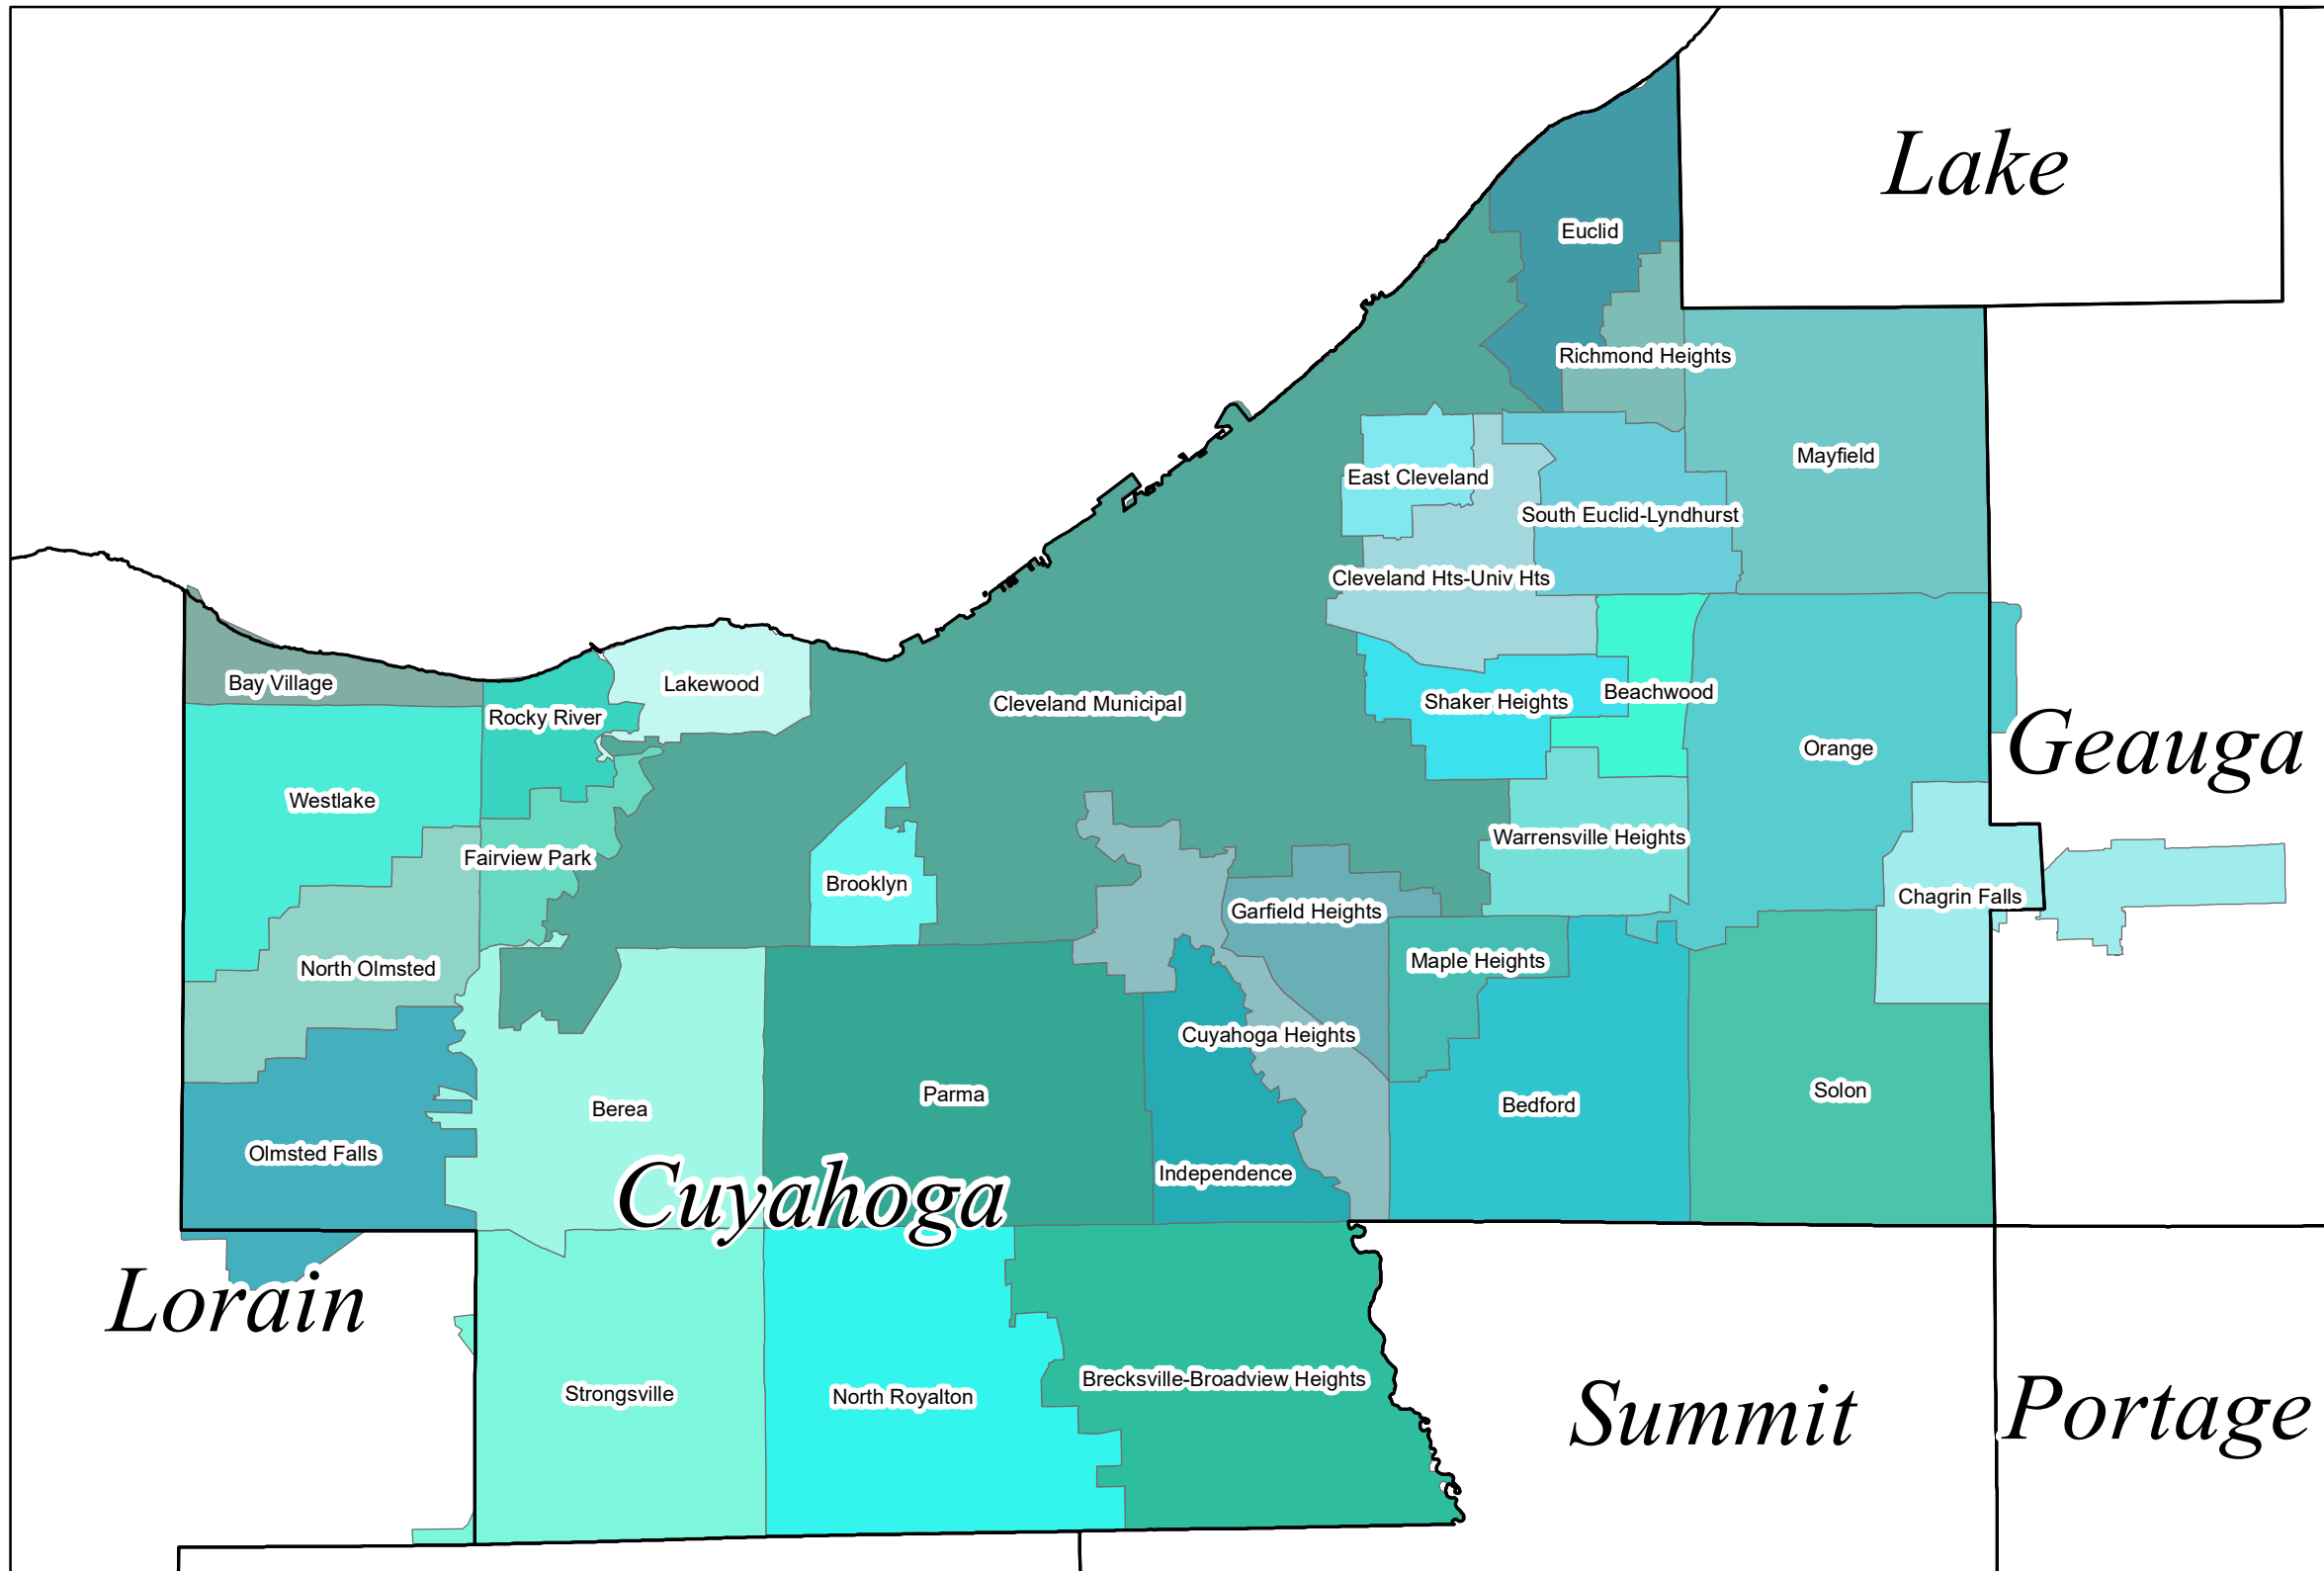 Lake
Euclid
Richmond Heights
Mayfield
East Cleveland
South Euclid-Lyndhurst
Cleveland Hts-Univ Hts
Bay Village
Lakewood
Rocky River
Cleveland Municipal
Shaker Heights
Beachwood
Orange
Geauga
Westlake
Fairview Park
Brooklyn
Warrensville Heights
Garfield Heights
Chagrin Falls
North Olmsted
Maple Heights
Cuyahoga Heights
Berea
Parma
Bedford
Solon
Olmsted Falls
Independence
Cuyahoga
Lorain
Strongsville
North Royalton
Brecksville-Broadview Heights
Summit
Portage